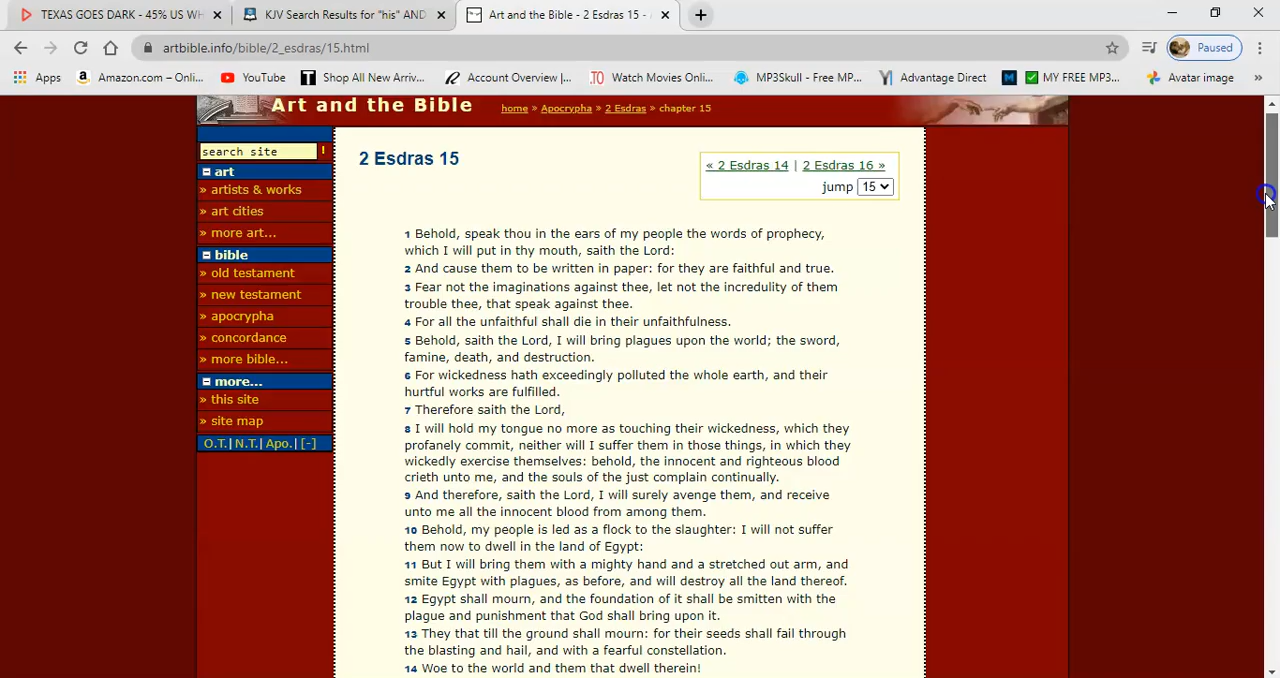 TEXAS GOES DARK - 45% US WH
KJV Search Results for "his" AND
Art and the Bible - 2 Esdras 15 -
artbible.info/bible/2_esdras/15.html
Paused
Apps
Amazon.com – Onli...
YouTube
Shop All New Arriv...
Account Overview |...
Watch Movies Onli...
MP3Skull - Free MP...
Advantage Direct
MY FREE MP3...
Avatar image
»
Art and the Bible
home » Apocrypha » 2 Esdras » chapter 15
search site !
art
» artists & works
» art cities
» more art...
bible
» old testament
» new testament
» apocrypha
» concordance
» more bible...
more...
» this site
» site map
O.T.| N.T.| Apo.| [-]
2 Esdras 15
« 2 Esdras 14 | 2 Esdras 16 »
jump 15
1 Behold, speak thou in the ears of my people the words of prophecy,
which I will put in thy mouth, saith the Lord:
2 And cause them to be written in paper: for they are faithful and true.
3 Fear not the imaginations against thee, let not the incredulity of them
trouble thee, that speak against thee.
4 For all the unfaithful shall die in their unfaithfulness.
5 Behold, saith the Lord, I will bring plagues upon the world; the sword,
famine, death, and destruction.
6 For wickedness hath exceedingly polluted the whole earth, and their
hurtful works are fulfilled.
7 Therefore saith the Lord,
8 I will hold my tongue no more as touching their wickedness, which they
profanely commit, neither will I suffer them in those things, in which they
wickedly exercise themselves: behold, the innocent and righteous blood
crieth unto me, and the souls of the just complain continually.
9 And therefore, saith the Lord, I will surely avenge them, and receive
unto me all the innocent blood from among them.
10 Behold, my people is led as a flock to the slaughter: I will not suffer
them now to dwell in the land of Egypt:
11 But I will bring them with a mighty hand and a stretched out arm, and
smite Egypt with plagues, as before, and will destroy all the land thereof.
12 Egypt shall mourn, and the foundation of it shall be smitten with the
plague and punishment that God shall bring upon it.
13 They that till the ground shall mourn: for their seeds shall fail through
the blasting and hail, and with a fearful constellation.
14 Woe to the world and them that dwell therein!